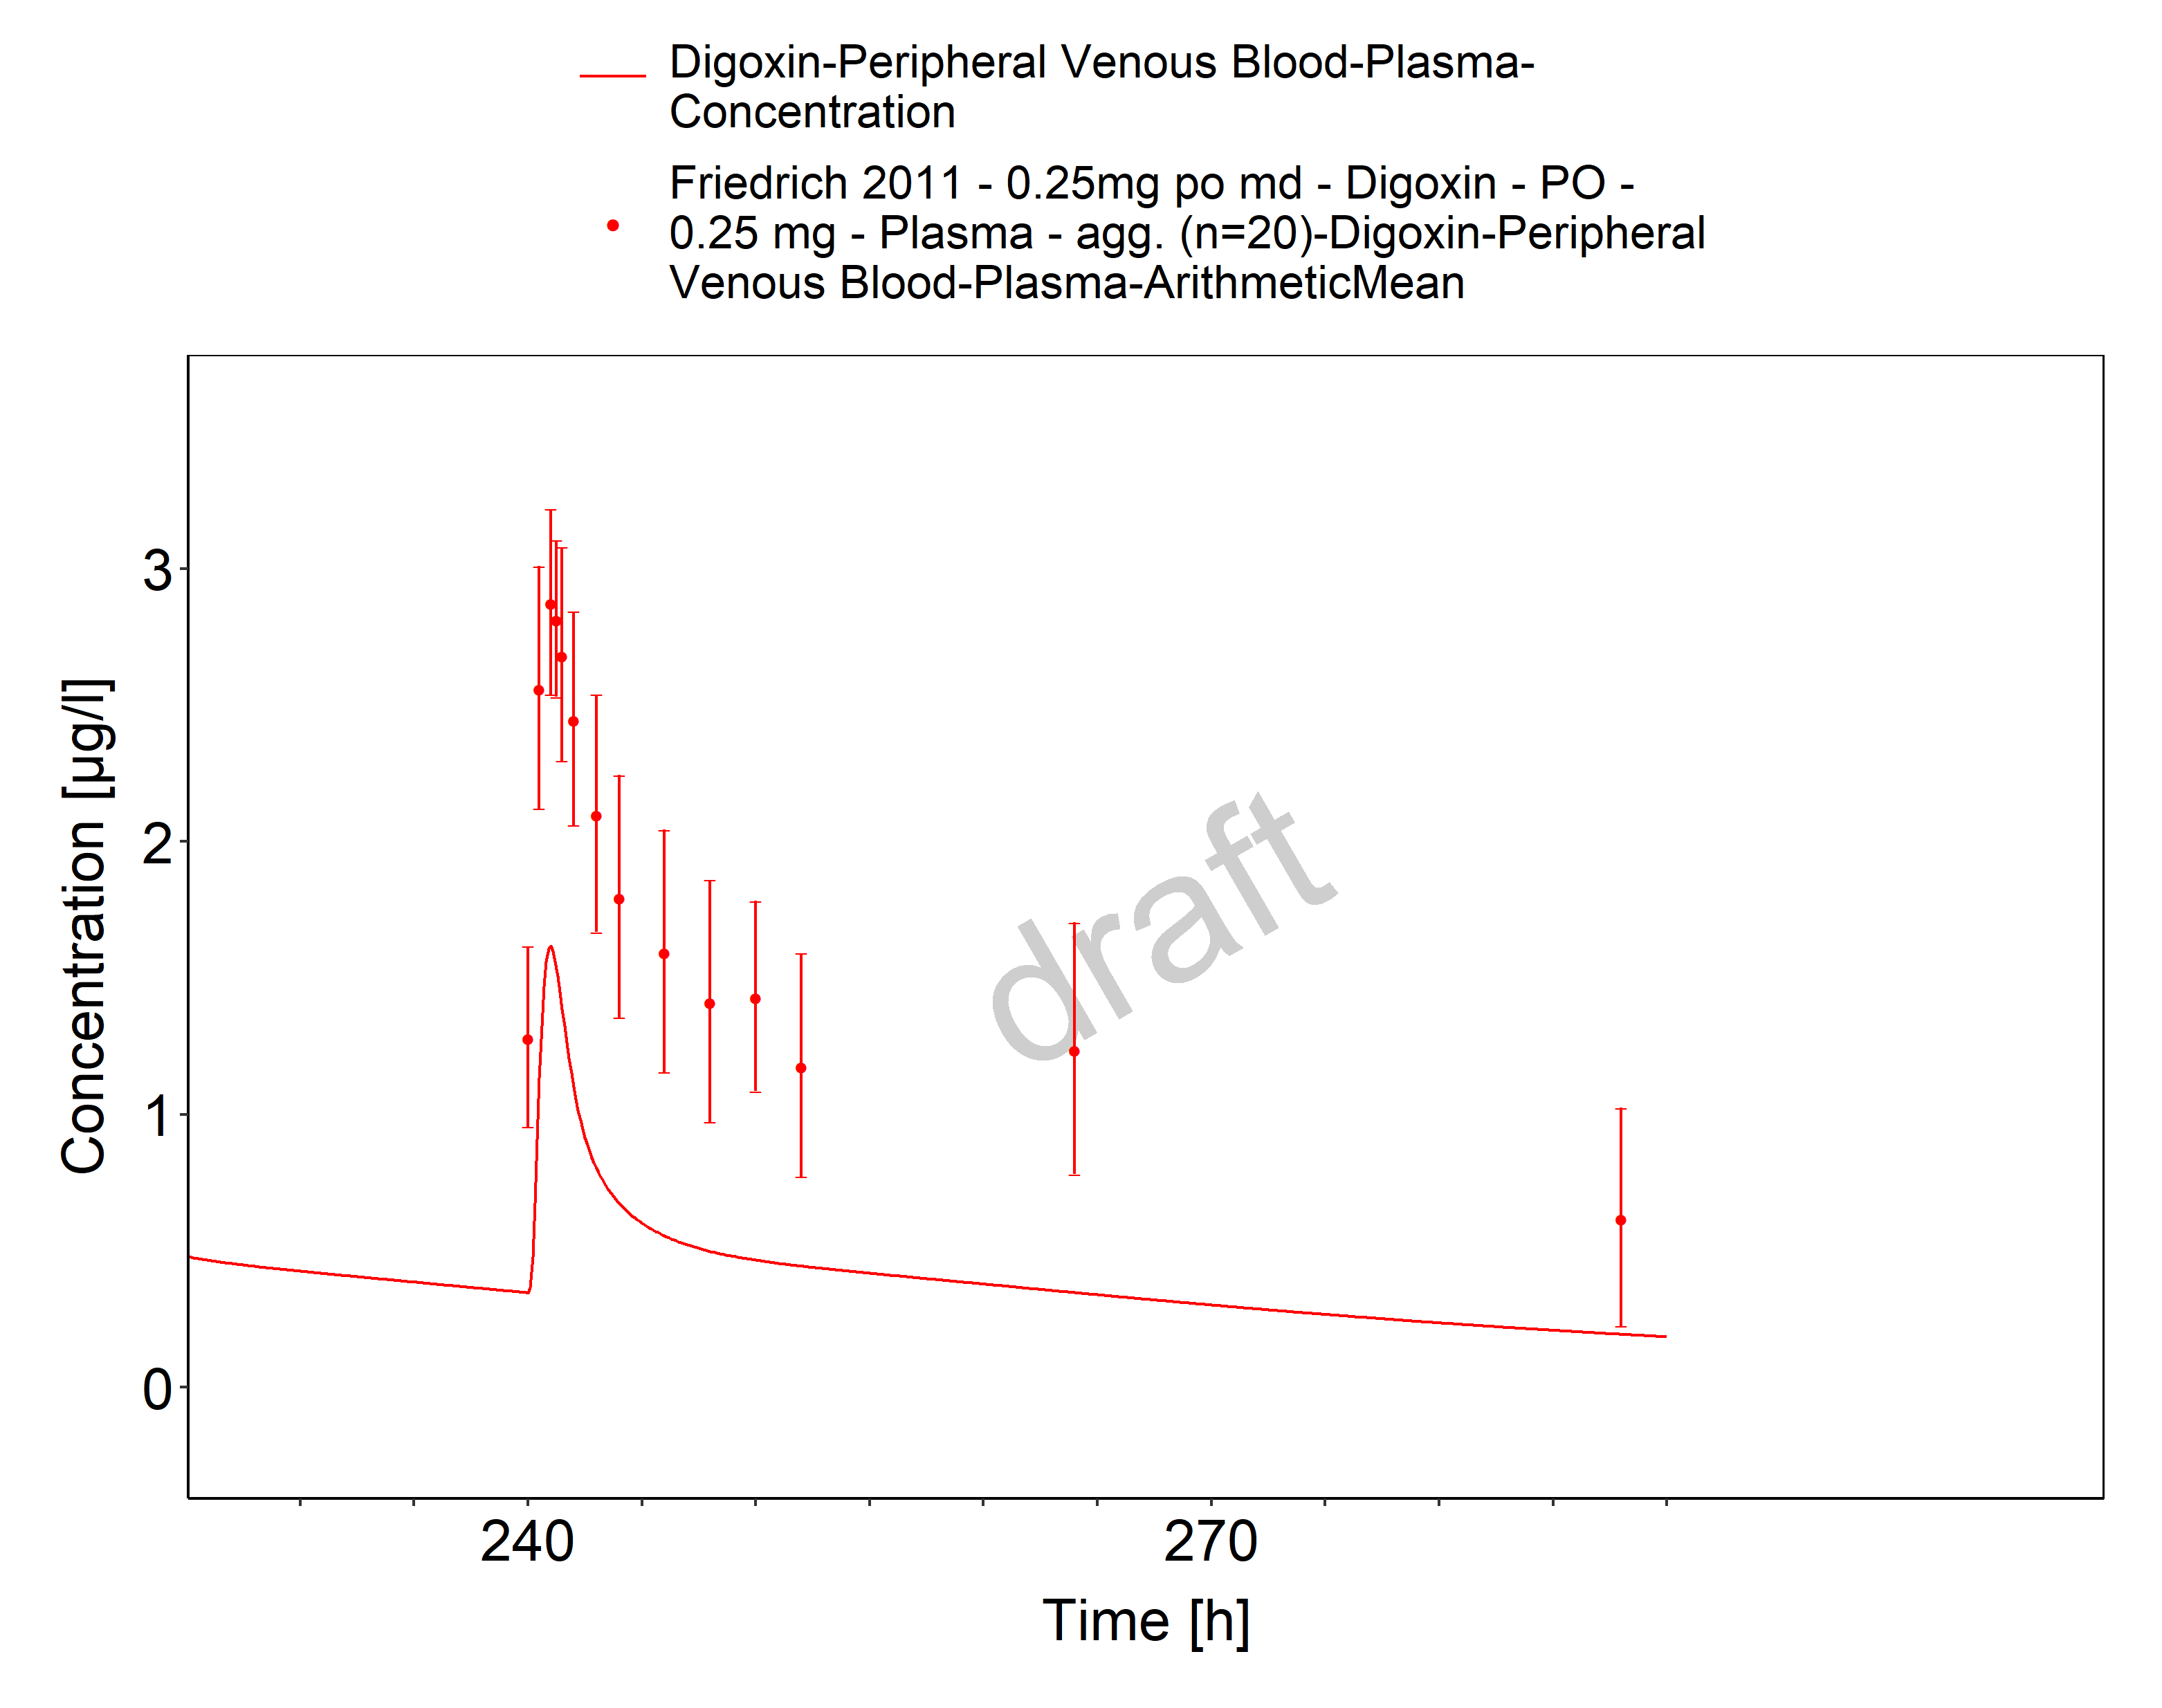 Digoxin-Peripheral Venous Blood-Plasma-
Concentration
Friedrich 2011 - 0.25mg po md - Digoxin - PO -
0.25 mg - Plasma - agg. (n=20)-Digoxin-Peripheral
Venous Blood-Plasma-ArithmeticMean
3
2
1
0
Concentration [µg/l]
draft
240
270
Time [h]